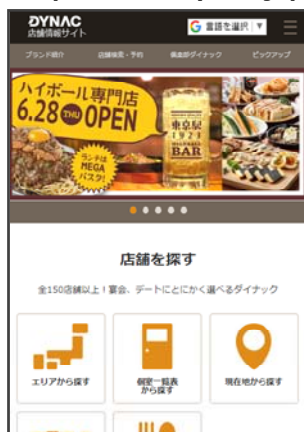 DYNAC
店舗情報サイト
G 言語を選択 ▼
ブランド紹介
店舗検索・予約
倶楽部ダイナック
ピックアップ
ハイボール専門店
6.28 THU OPEN
ランチは
MEGA
パスタ!
東京駅
1923
BAR
店舗を探す
全150店舗以上!宴会、デートにとにかく選べるダイナック
エリアから探す
個室一覧表
から探す
現在地から探す